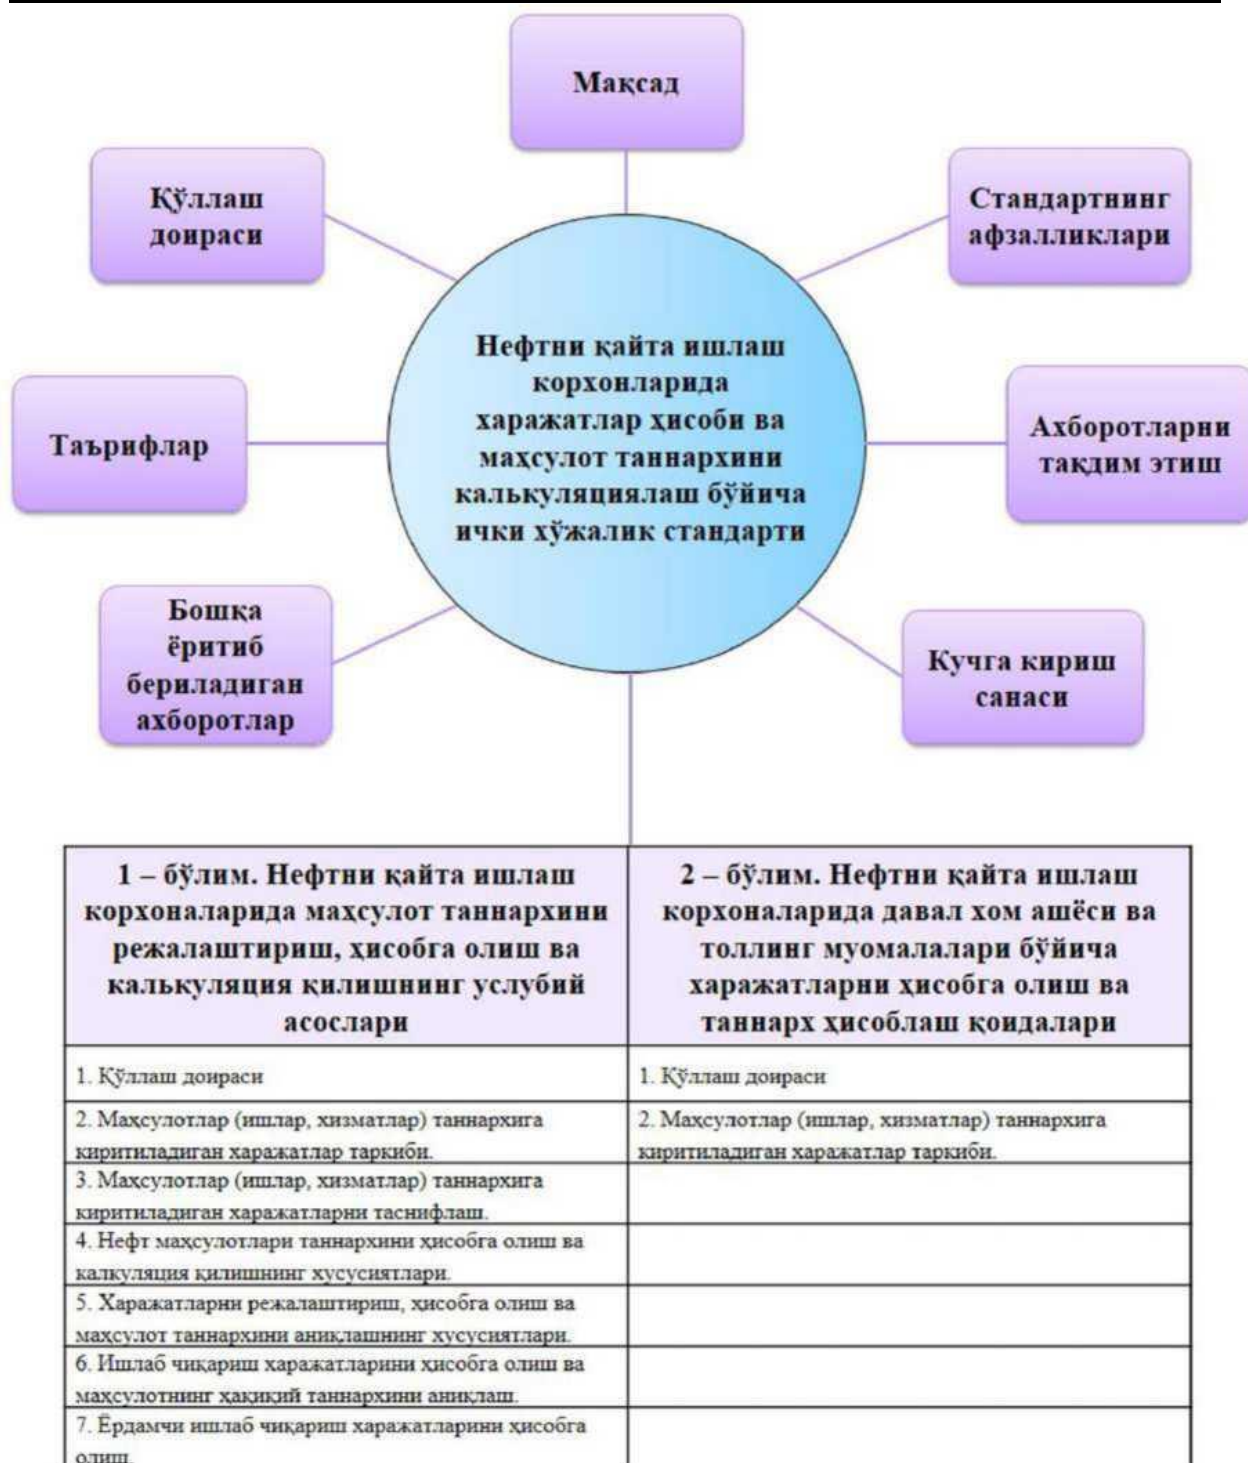 Мақсад
Қўллаш
доираси
Стандартнинг
афзалликлари
Таърифлар
Нефтни қайта ишлаш
корхонларида
харажатлар ҳисоби ва
маҳсулот таннархини
калькуляциялаш бўйича
ички хўжалик стандарти
Ахборотларни
тақдим этиш
Бошқа
ёритиб
бериладиган
ахборотлар
Кучга кириш
санаси
1 – бўлим. Нефтни қайта ишлаш
корхоналарида маҳсулот таннархини
режалаштириш, ҳисобга олиш ва
калькуляция қилишнинг услубий
асослари
2 – бўлим. Нефтни қайта ишлаш
корхоналарида давал хом ашёси ва
толлинг муомалалари бўйича
харажатларни ҳисобга олиш ва
таннарх ҳисоблаш қоидалари
1. Қўллаш доираси
1. Қўллаш доираси
2. Маҳсулотлар (ишлар, хизматлар) таннархига
киритиладиган харажатлар таркиби.
2. Маҳсулотлар (ишлар, хизматлар) таннархига
киритиладиган харажатлар таркиби.
3. Маҳсулотлар (ишлар, хизматлар) таннархига
киритиладиган харажатларни таснифлаш.
4. Нефт маҳсулотлари таннархини ҳисобга олиш ва
калкуляция қилишнинг хусусиятлари.
5. Харажатларни режалаштириш, ҳисобга олиш ва
маҳсулот таннархини аниқлашнинг хусусиятлари.
6. Ишлаб чиқариш харажатларини ҳисобга олиш ва
маҳсулотнинг ҳақиқий таннархини аниқлаш.
7. Ёрдамчи ишлаб чиқариш харажатларини ҳисобга
олиш.